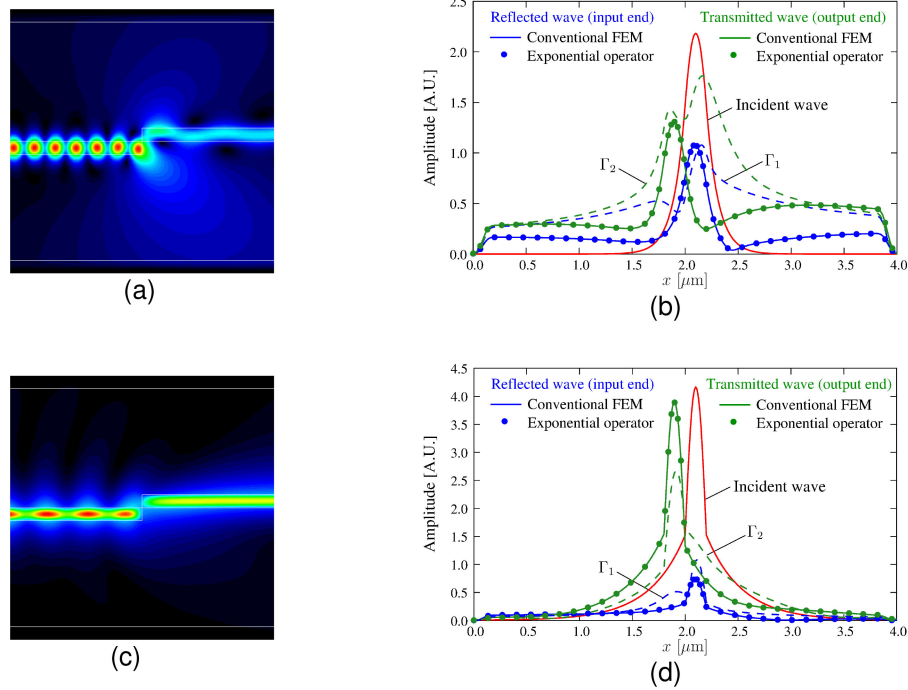 (a)
2.5
2.0
1.5
1.0
0.5
0.0
Amplitude [A.U.]
Reflected wave (input end)
Conventional FEM
Exponential operator
Transmitted wave (output end)
Conventional FEM
Exponential operator
Incident wave
Γ2
Γ1
0.0 0.5 1.0 1.5 2.0 2.5 3.0 3.5 4.0
x [μm]
(b)
(c)
4.5
4.0
3.5
3.0
2.5
2.0
1.5
1.0
0.5
0.0
Amplitude [A.U.]
Reflected wave (input end)
Conventional FEM
Exponential operator
Transmitted wave (output end)
Conventional FEM
Exponential operator
Incident wave
Γ1
Γ2
0.0 0.5 1.0 1.5 2.0 2.5 3.0 3.5 4.0
x [μm]
(d)